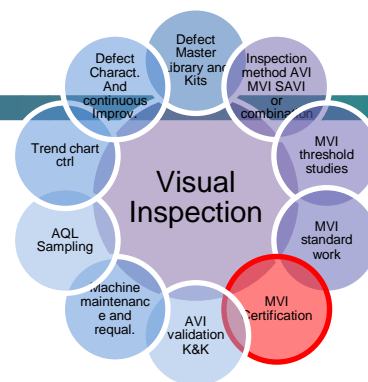 Defect
Master
Library and
Kits
Inspection
method AVI
MVI SAVI
or
combination
MVI
threshold
studies
MVI
standard
work
MVI
Certification
AVI
validation
K&K
Machine
maintenanc
e and
requal.
AQL
Sampling
Trend chart
ctrl
Defect
Charact.
And
continuous
Improv.
Visual
Inspection